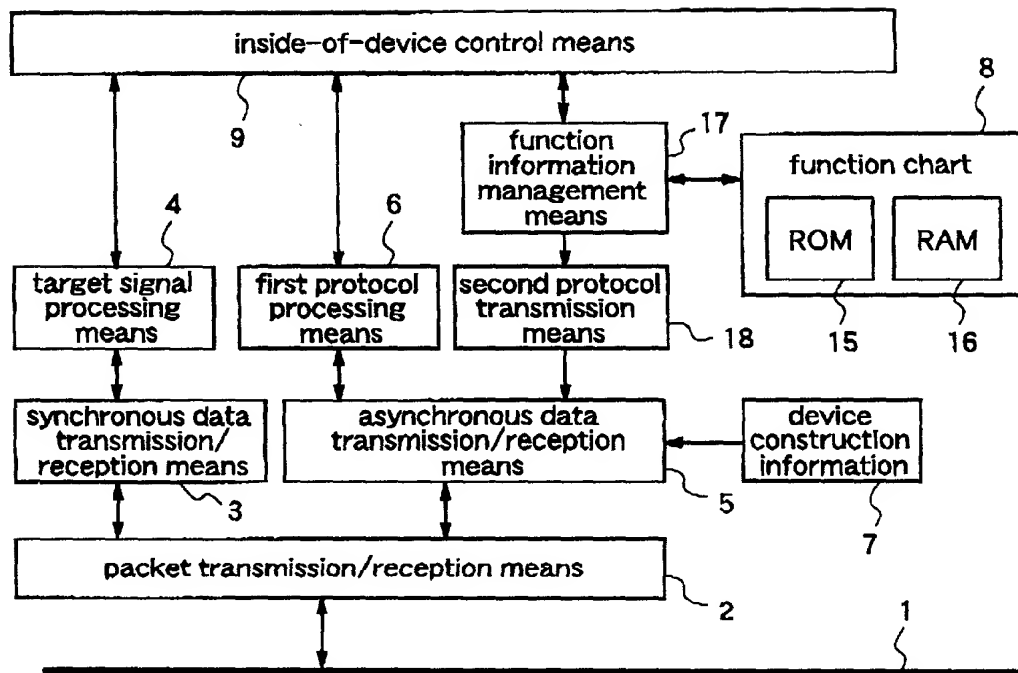 inside-of-device control means
9
8
17
function
information
management
means
function chart
ROM
RAM
15
16
4
6
target signal
processing
means
first protocol
processing
means
second protocol
transmission
means
18
synchronous data
transmission/
reception means
3
asynchronous data
transmission/reception
means
5
device
construction
information
7
packet transmission/reception means
2
1